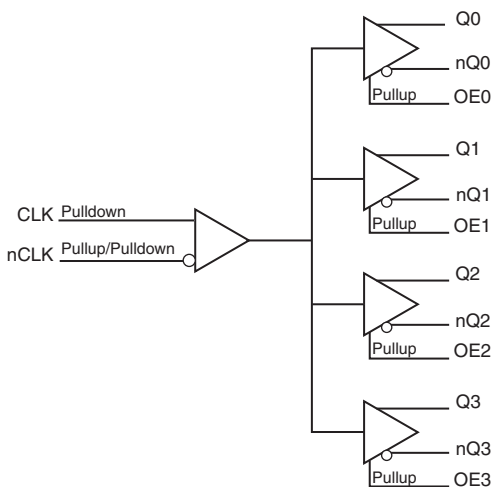 Q0
nQ0
Pullup OE0
Q1
nQ1
Pullup OE1
CLK Pulldown
nCLK Pullup/Pulldown
Q2
nQ2
Pullup OE2
Q3
nQ3
Pullup OE3